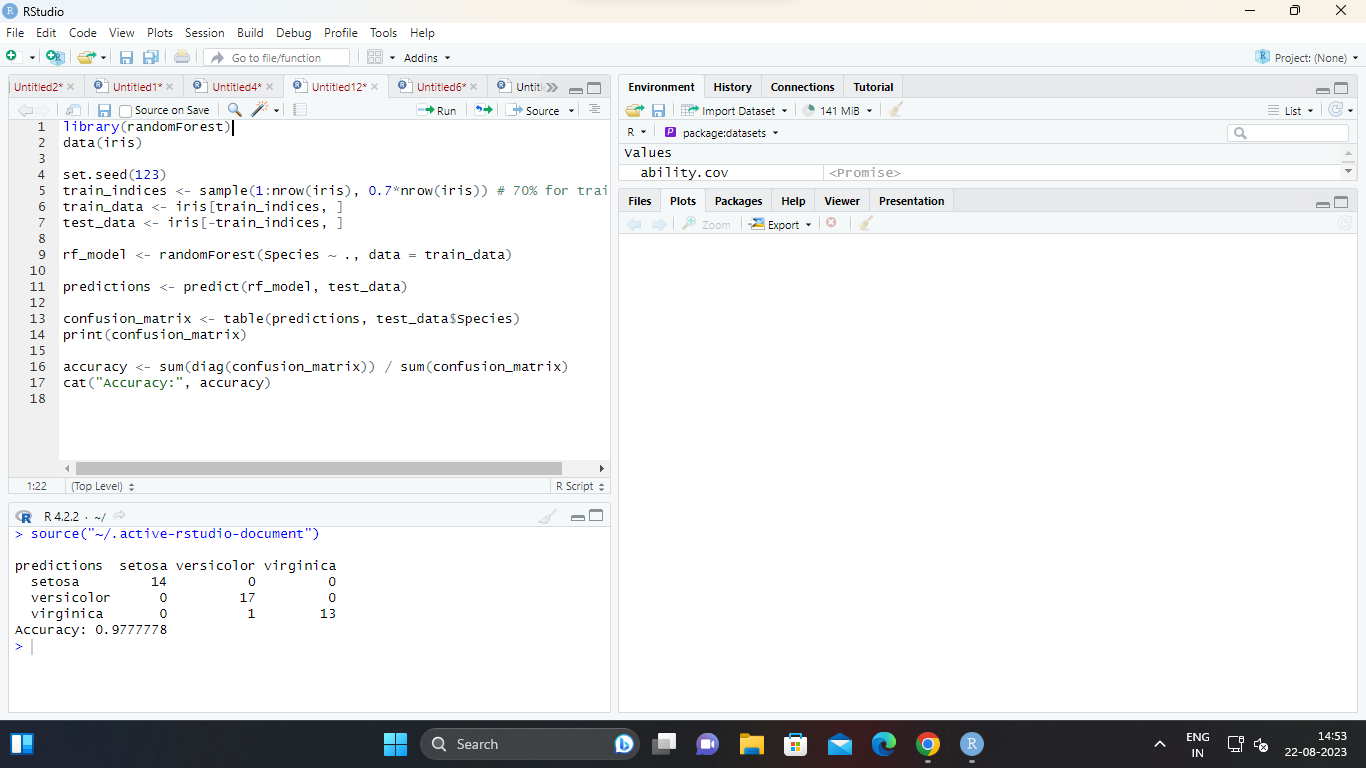 RStudio
File Edit Code View Plots Session Build Debug Profile Tools Help
Go to file/function Addins Project: (None)
Untitled2* Untitled1* Untitled4* Untitled12* Untitled6* Untitl
Source on Save Run Source
1 library(randomForest)
2 data(iris)
3
4 set.seed(123)
5 train_indices <- sample(1:nrow(iris), 0.7*nrow(iris)) # 70% for trai
6 train_data <- iris[train_indices, ]
7 test_data <- iris[-train_indices, ]
8
9 rf_model <- randomForest(Species ~ ., data = train_data)
10
11 predictions <- predict(rf_model, test_data)
12
13 confusion_matrix <- table(predictions, test_data$Species)
14 print(confusion_matrix)
15
16 accuracy <- sum(diag(confusion_matrix)) / sum(confusion_matrix)
17 cat("Accuracy:", accuracy)
18
1:22 (Top Level) R Script
R 4.2.2 · ~/
> source("~/.active-rstudio-document")
predictions setosa versicolor virginica
setosa 14 0 0
versicolor 0 17 0
virginica 0 1 13
Accuracy: 0.9777778
>
Environment History Connections Tutorial
Import Dataset 141 MiB List
R package:datasets
Values
ability.cov <Promise>
Files Plots Packages Help Viewer Presentation
Zoom Export
Search
ENG
IN
14:53
22-08-2023